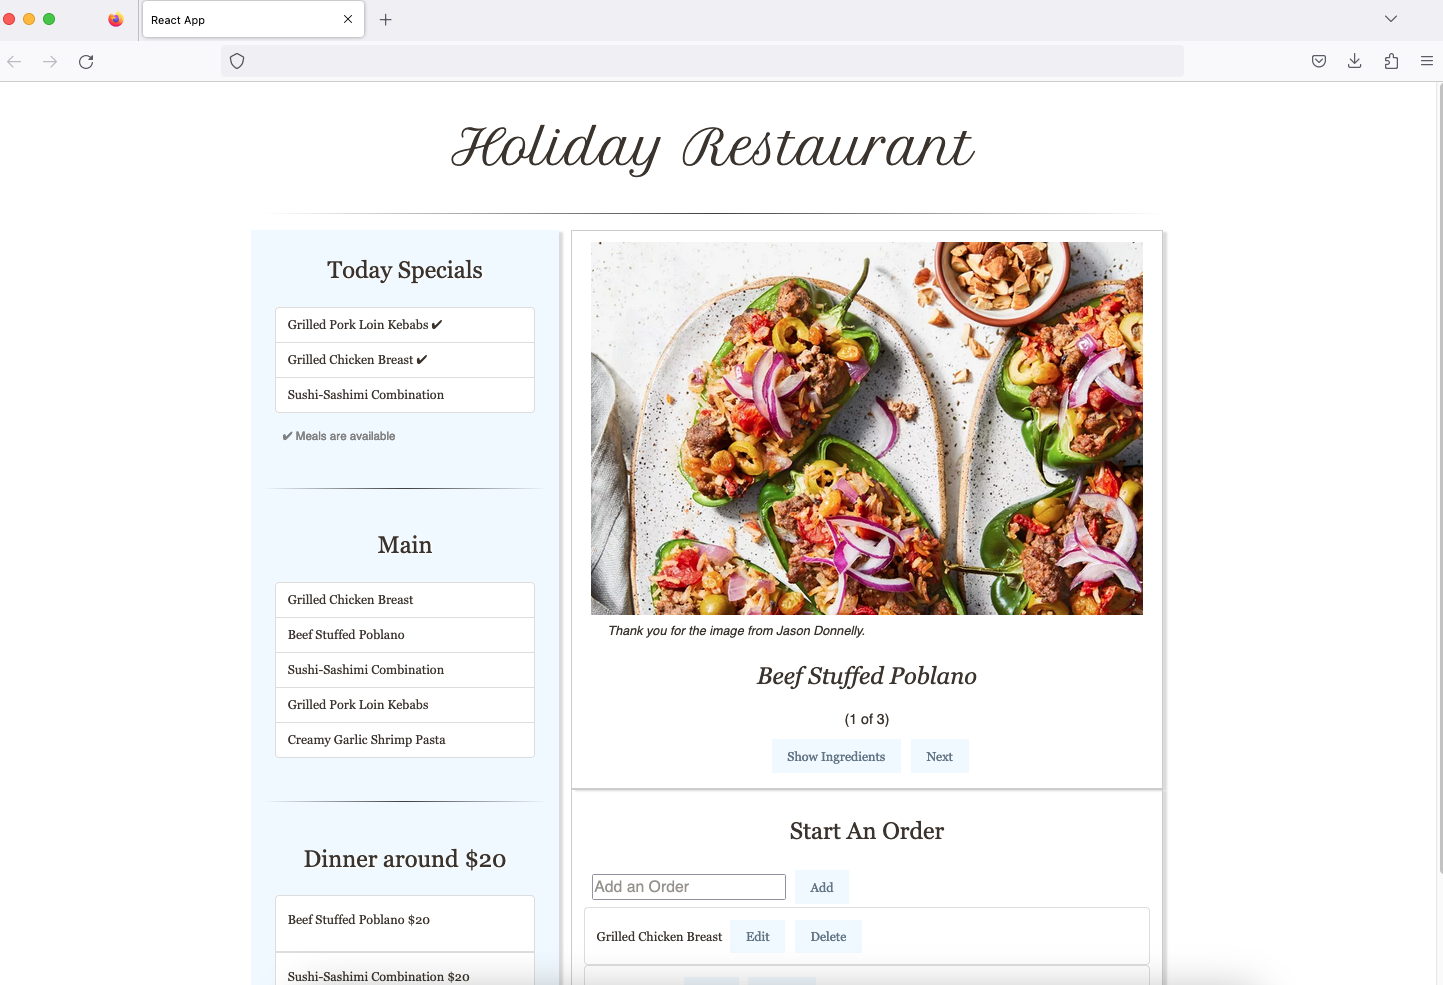 React App
Holiday Restaurant
Today Specials
Grilled Pork Loin Kebabs ✔
Grilled Chicken Breast ✔
Sushi-Sashimi Combination
✔ Meals are available
Main
Grilled Chicken Breast
Beef Stuffed Poblano
Sushi-Sashimi Combination
Grilled Pork Loin Kebabs
Creamy Garlic Shrimp Pasta
Dinner around $20
Beef Stuffed Poblano $20
Sushi-Sashimi Combination $20
Thank you for the image from Jason Donnelly.
Beef Stuffed Poblano
(1 of 3)
Show Ingredients Next
Start An Order
Add an Order Add
Grilled Chicken Breast Edit Delete